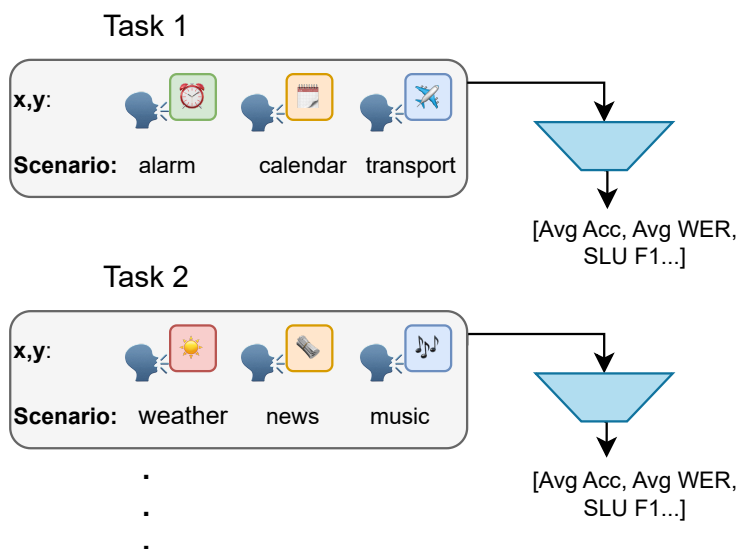 Task 1
x,y:
Scenario: alarm calendar transport
[Avg Acc, Avg WER,
SLU F1...]
Task 2
x,y:
Scenario: weather news music
[Avg Acc, Avg WER,
SLU F1...]
.
.
.